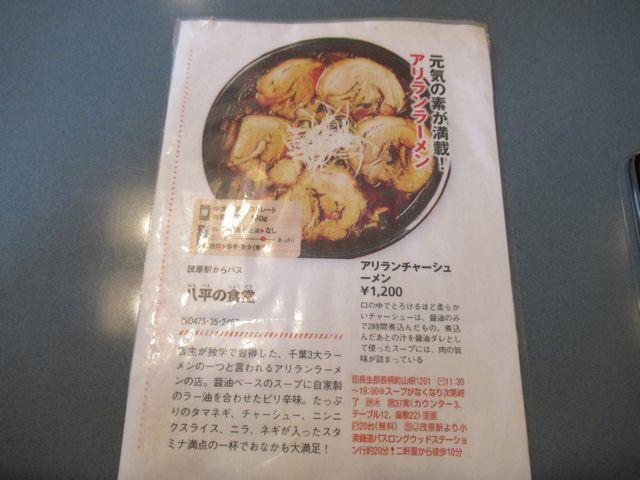 元気の素が満載!
アリランラーメン
なし
あっさり
茂原駅からバス
八平の食堂
アリランチャーシュ
ーメン
¥1,200
口の中でとろけるほど柔らか
いチャーシューは、醤油のみ
で2時間煮込んだもの。煮込
んだあとの汁を醤油ダレとし
て使ったスープには、肉の旨
味が詰まっている
店主が独学で習得した、千葉3大ラー
メンの一つと言われるアリランラーメ
ンの店。醤油ベースのスープに自家製
のラー油を合わせたピリ辛味。たっぷ
りのタマネギ、チャーシュー、ニンニ
クスライス、ニラ、ネギが入ったスタ
ミナ満点の一杯でおなかも大満足!
長生郡長柄町山根1201 11:30
~19:00※スープがなくなり次第終
了 水 37席(カウンター3、
テーブル12、座敷22)
20台(無料) 茂原駅より小
湊鐵道バスロングウッドステーショ
ン行約20分!二軒屋から徒歩10分